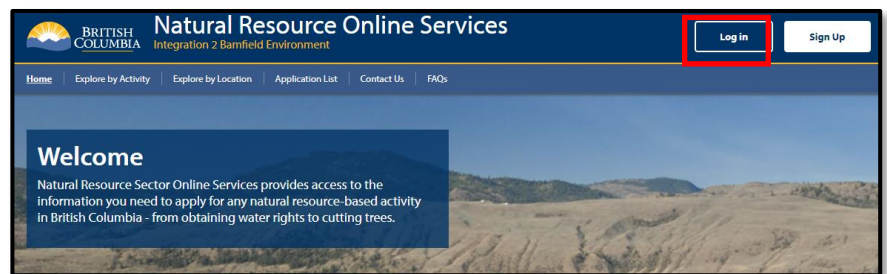 BRITISH
COLUMBIA
Natural Resource Online Services
Integration 2 Bamfield Environment
Log in
Sign Up
Home Explore by Activity Explore by Location Application List Contact Us FAQs
Welcome
Natural Resource Sector Online Services provides access to the
information you need to apply for any natural resource-based activity
in British Columbia - from obtaining water rights to cutting trees.